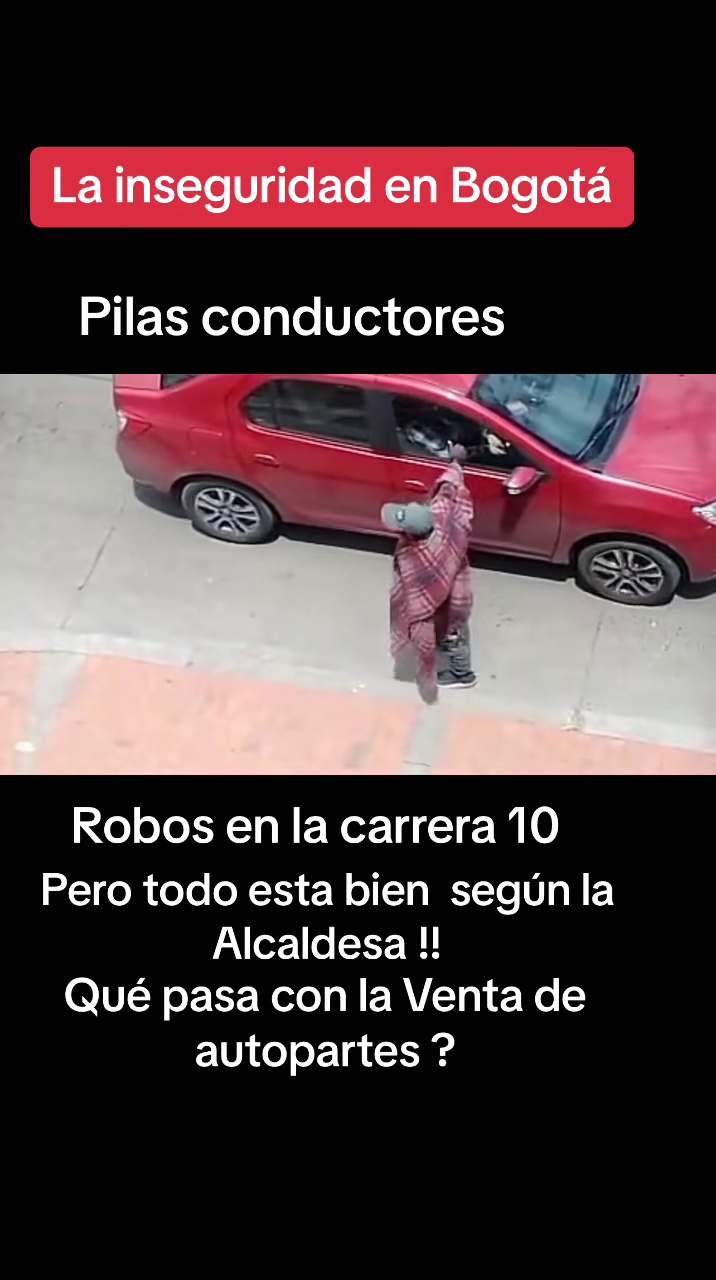 La inseguridad en Bogotá
Pilas conductores
Robos en la carrera 10
Pero todo esta bien  según la
Alcaldesa !!
Qué pasa con la Venta de
autopartes ?